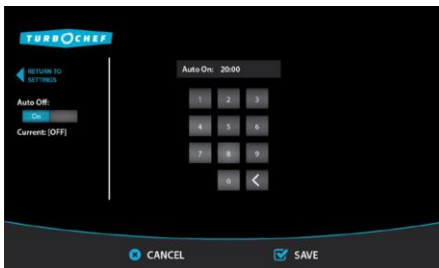 TURBOCHEF
RETURN TO
SETTINGS
Auto Off:
On
Current: [OFF]
Auto On: 20:00
1 2 3
4 5 6
7 8 9
0
CANCEL
SAVE